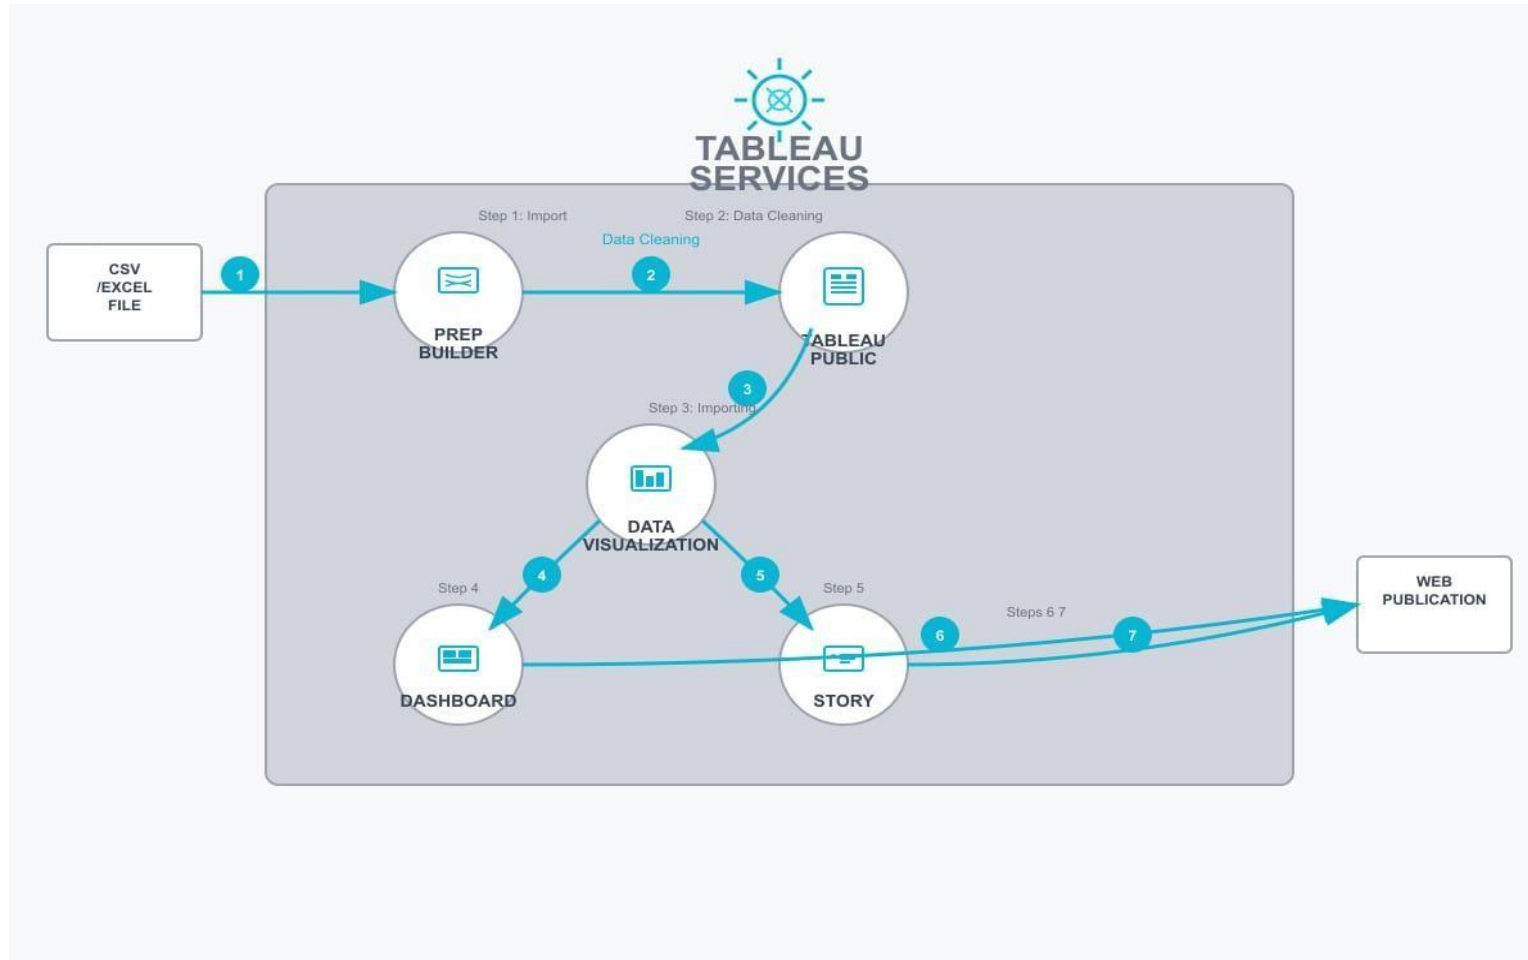 TABLEAU
SERVICES
Step 1: Import
Step 2: Data Cleaning
Data Cleaning
CSV
/EXCEL
FILE
1
2
PREP
BUILDER
TABLEAU
PUBLIC
3
Step 3: Importing
DATA
VISUALIZATION
4
5
Step 4
Step 5
WEB
PUBLICATION
Steps 6 7
6
7
DASHBOARD
STORY